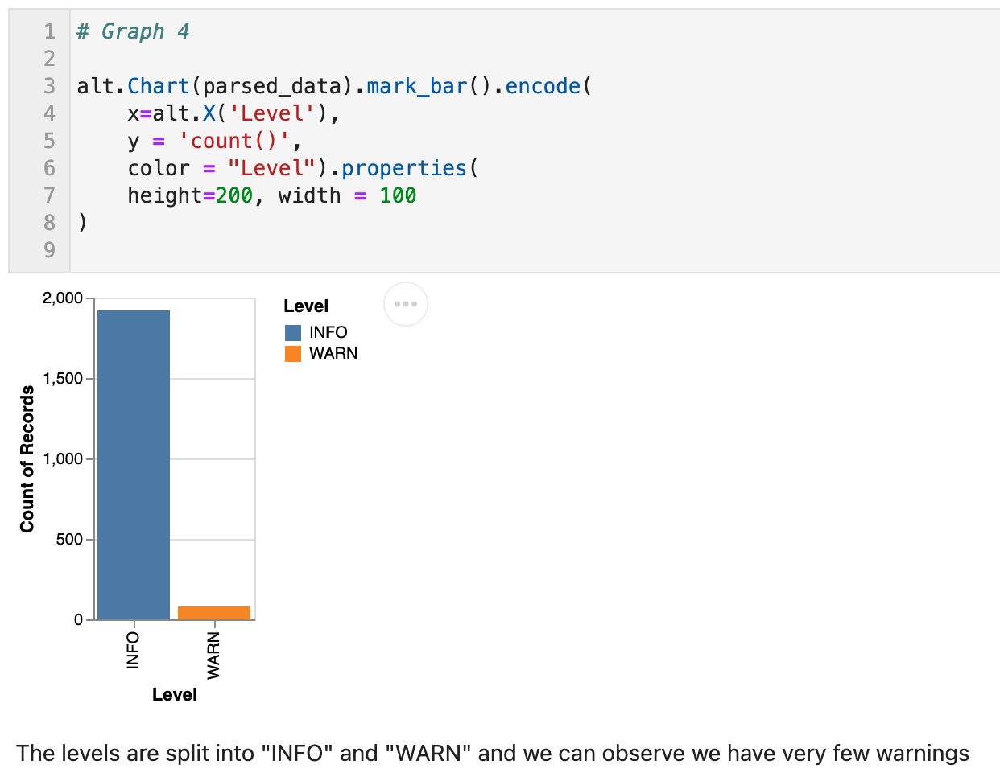 1 # Graph 4
2
3 alt.Chart(parsed_data).mark_bar().encode(
4     x=alt.X('Level'),
5     y = 'count()',
6     color = "Level").properties(
7     height=200, width = 100
8 )
9
2,000
1,500
1,000
500
0
Count of Records
INFO
WARN
Level
Level
INFO
WARN
The levels are split into "INFO" and "WARN" and we can observe we have very few warnings